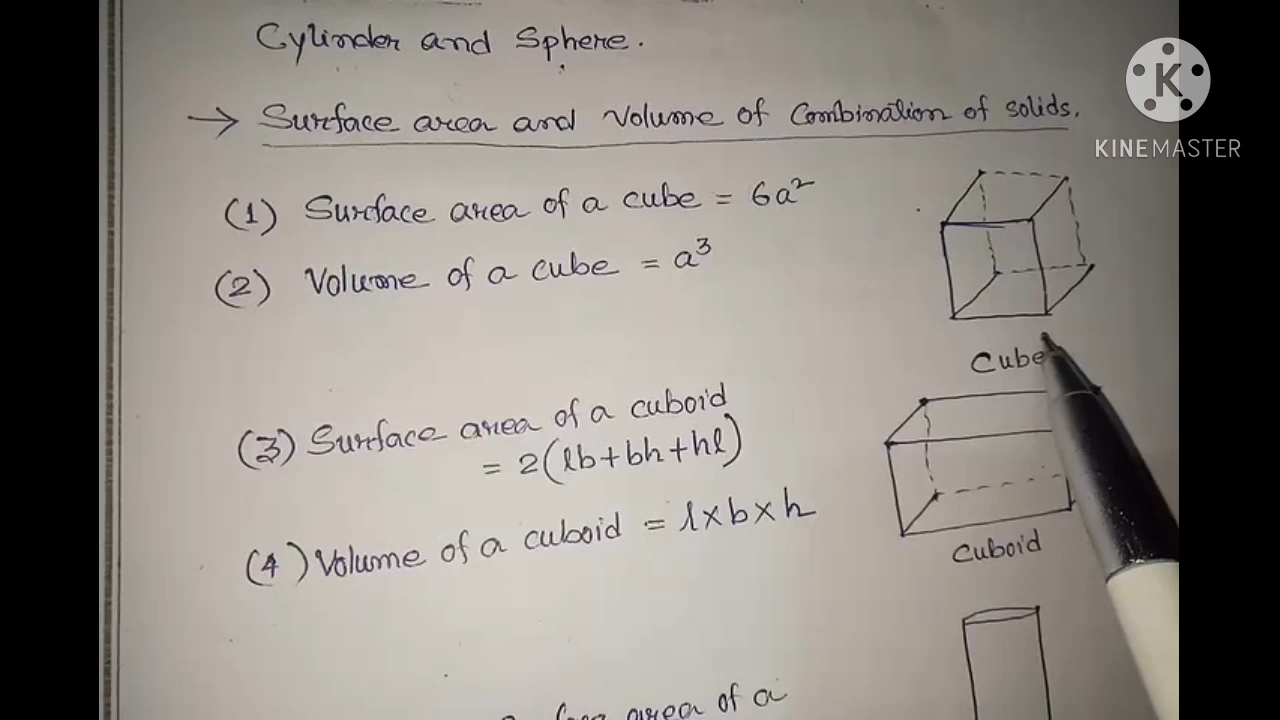 Cylinder and Sphere.
→ Surface area and Volume of Combination of solids.
K
KINEMASTER
(1) Surface area of a cube = 6a²
(2) Volume of a cube = a³
Cube
(3) Surface area of a cuboid
= 2(lb+bh+hl)
(4) Volume of a cuboid = l×b×h
Cuboid
area of a